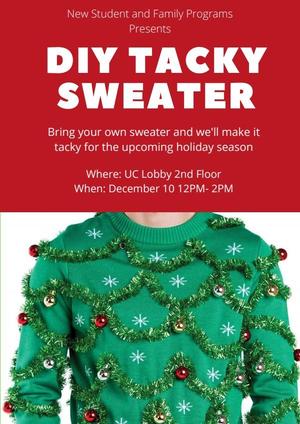 New Student and Family Programs
Presents
DIY TACKY
SWEATER
Bring your own sweater and we'll make it
tacky for the upcoming holiday season
Where: UC Lobby 2nd Floor
When: December 10 12PM- 2PM